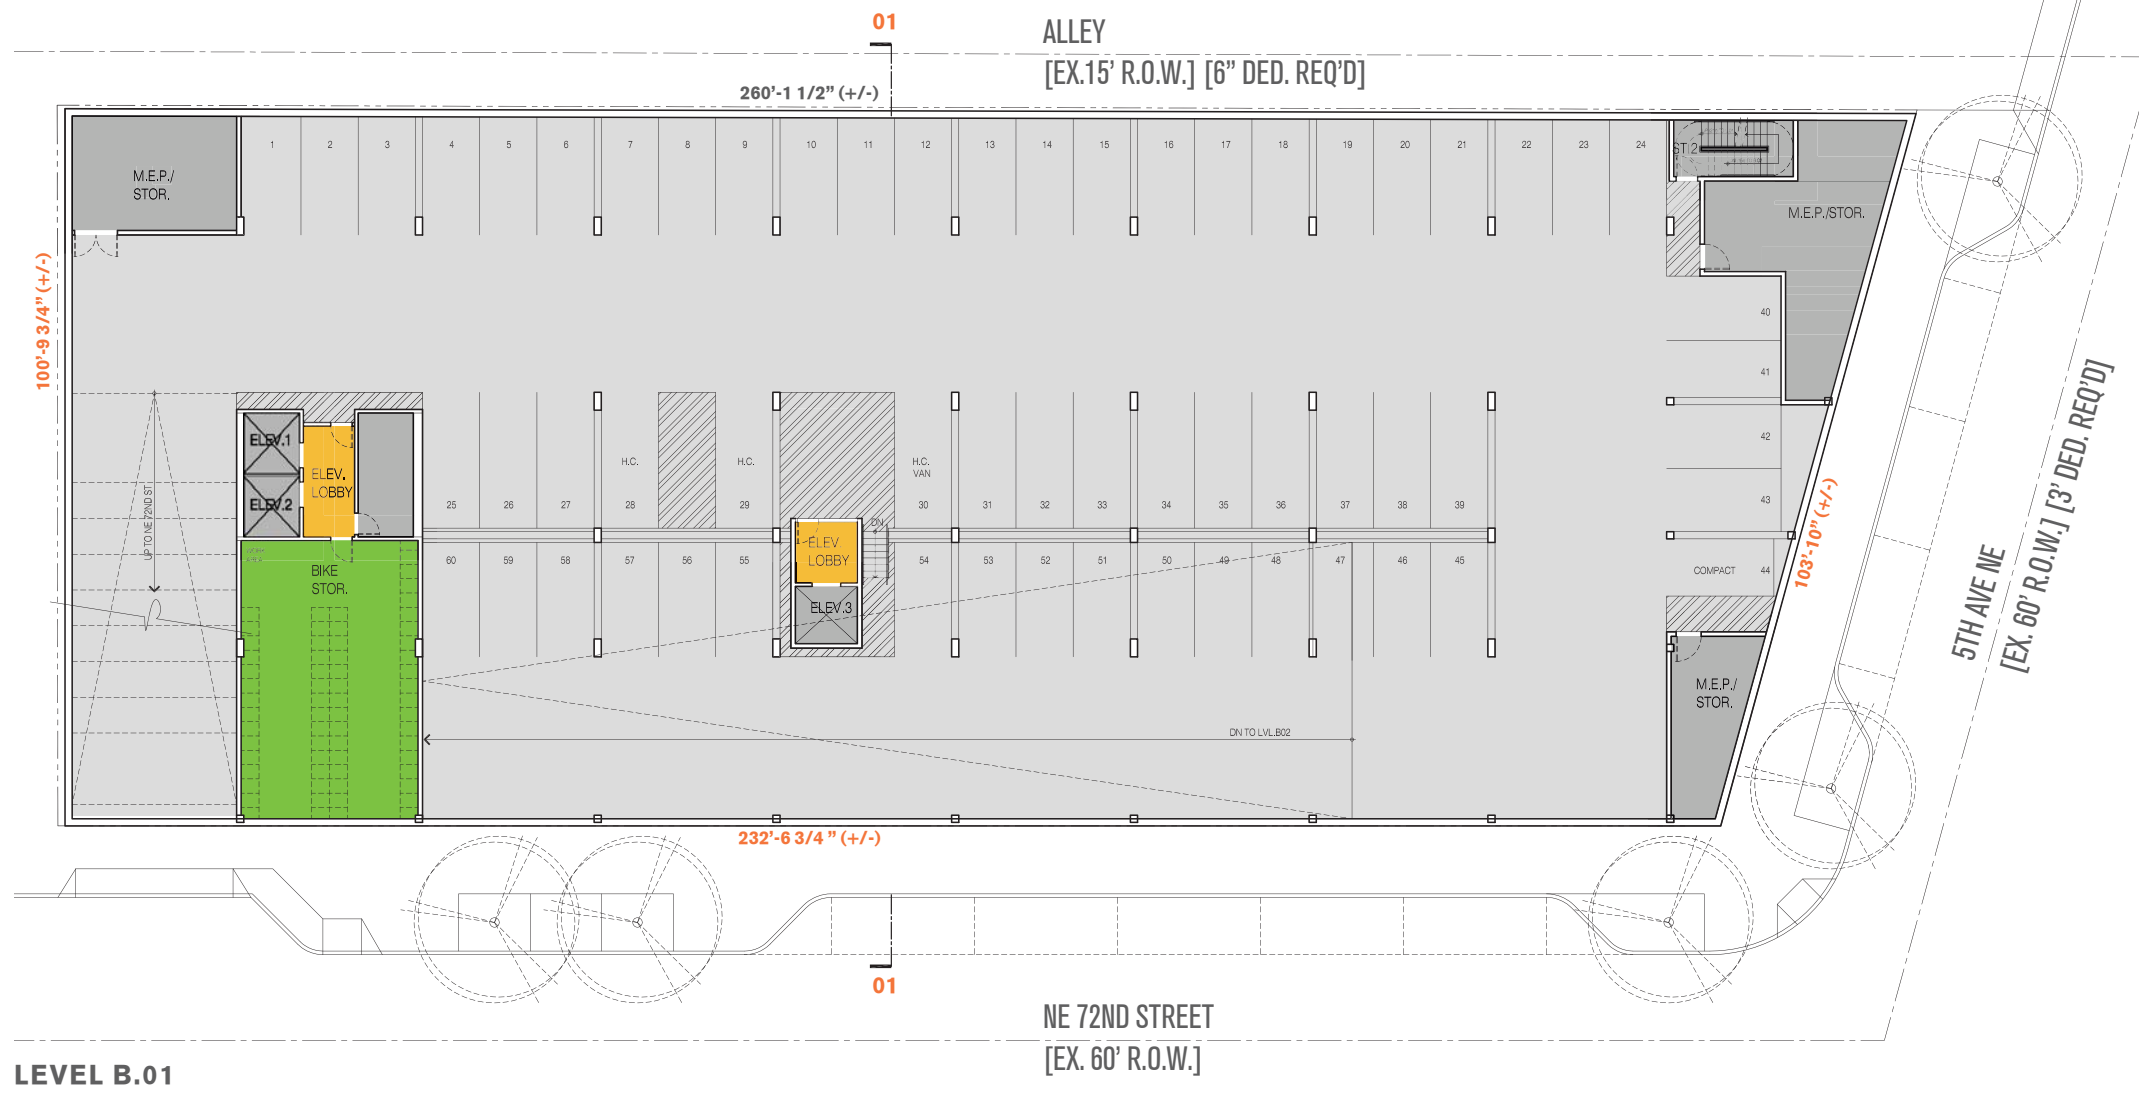 01
ALLEY
[EX.15' R.O.W.] [6” DED. REQ'D]
260'-1 1/2” (+/-)
M.E.P./
STOR.
1 2 3 4 5 6 7 8 9 10 11 12 13 14 15 16 17 18 19 20 21 22 23 24
ST 2
M.E.P./STOR.
100'-9 3/4” (+/-)
40
41
42
43
COMPACT 44
UP TO NE 72ND ST
ELEV.1
ELEV.2
ELEV.
LOBBY
H.C.
28
H.C.
29
H.C.
VAN
30
25 26 27
31 32 33 34 35 36 37 38 39
DN
ELEV.
LOBBY
ELEV.3
60 59 58 57 56 55 54 53 52 51 50 49 48 47 46 45
BIKE
STOR.
M.E.P./
STOR.
DN TO LVL.B02
103'-10” (+/-)
5TH AVE NE
[EX. 60' R.O.W.] [3' DED. REQ'D]
232'-6 3/4 ” (+/-)
01
NE 72ND STREET
[EX. 60' R.O.W.]
LEVEL B.01